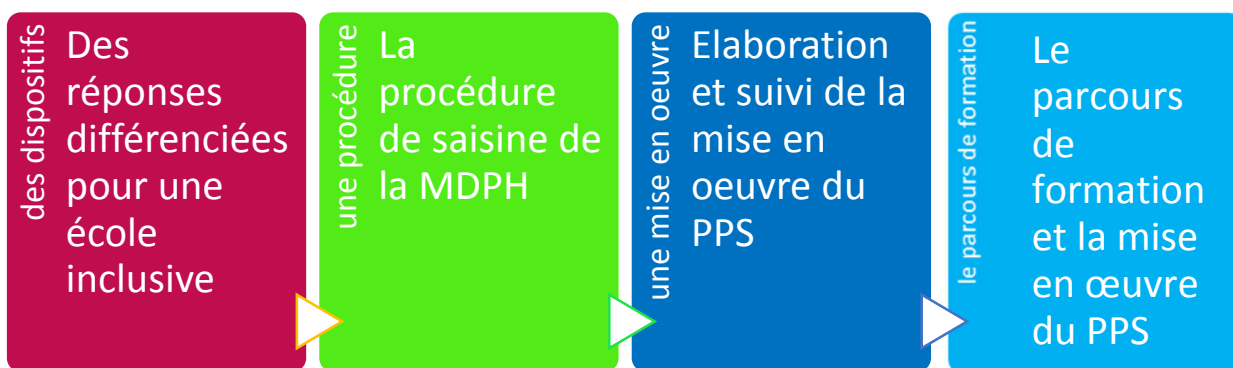 des dispositifs
Des
réponses
différenciées
pour une
école
inclusive
une procédure
La
procédure
de saisine de
la MDPH
une mise en oeuvre
Elaboration
et suivi de la
mise en
oeuvre du
PPS
le parcours de formation
Le
parcours
de
formation
et la mise
en œuvre
du PPS